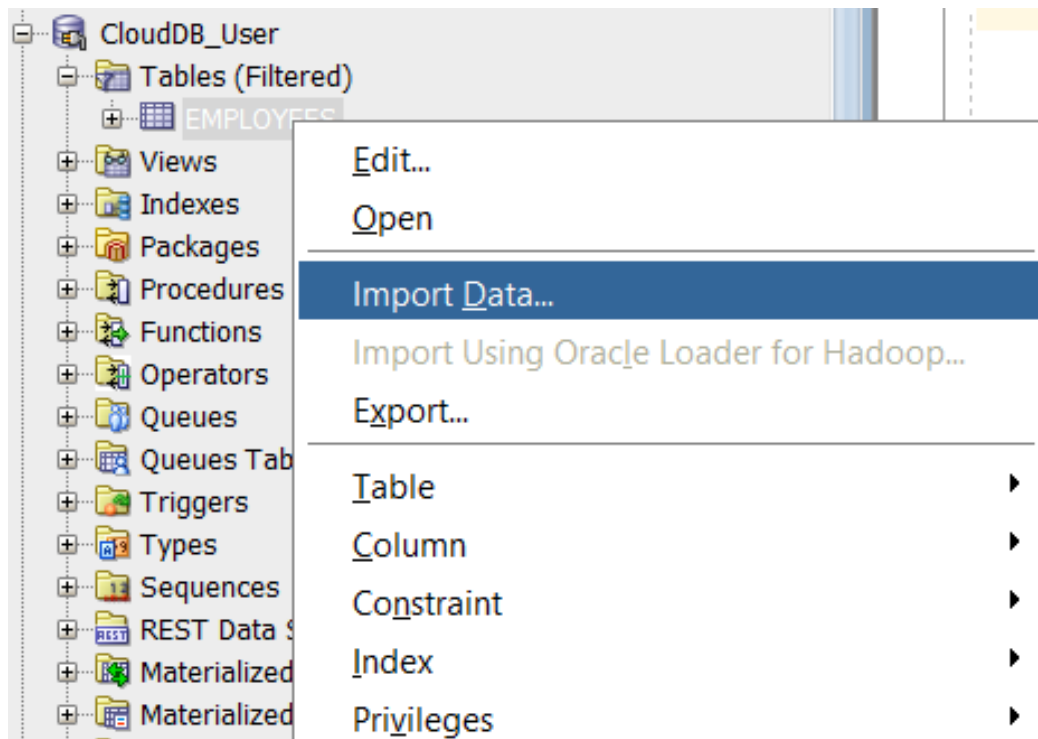 CloudDB_User
Tables (Filtered)
EMPLOYEES
Views
Indexes
Packages
Procedures
Functions
Operators
Queues
Queues Tab
Triggers
Types
Sequences
REST Data
Materialized
Materialized
Edit...
Open
Import Data...
Import Using Oracle Loader for Hadoop...
Export...
Table
Column
Constraint
Index
Privileges